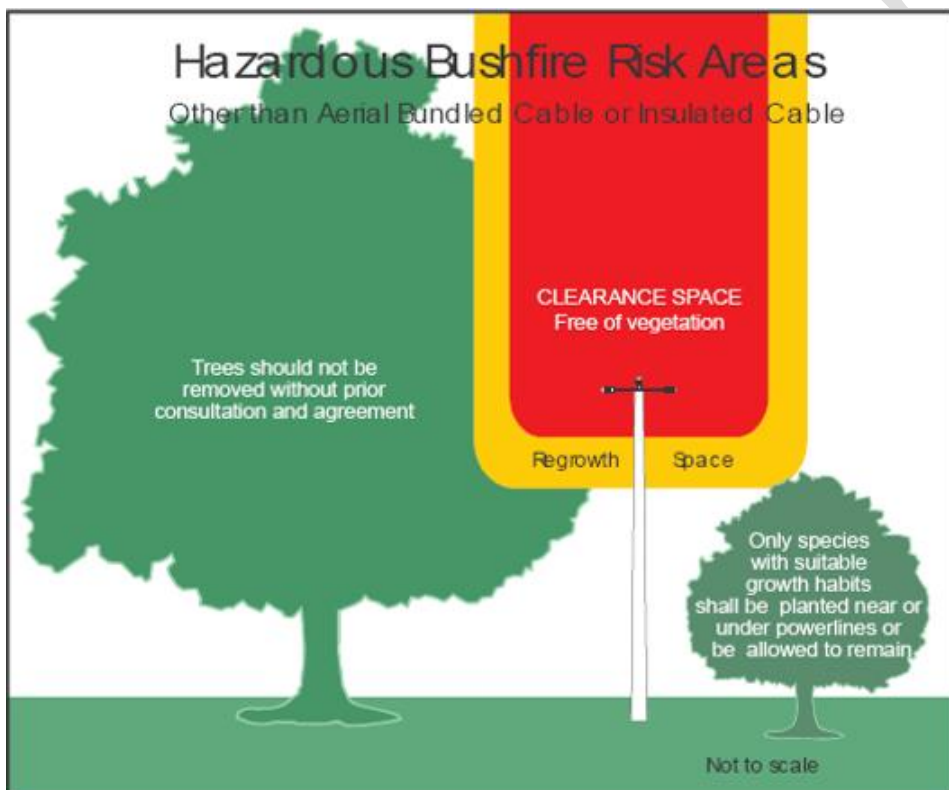 Hazardous Bushfire Risk Areas
Other than Aerial Bundled Cable or Insulated Cable
CLEARANCE SPACE
Free of vegetation
Trees should not be
removed without prior
consultation and agreement
Regrowth Space
Only species
with suitable
growth habits
shall be planted near or
under powerlines or
be allowed to remain
Not to scale